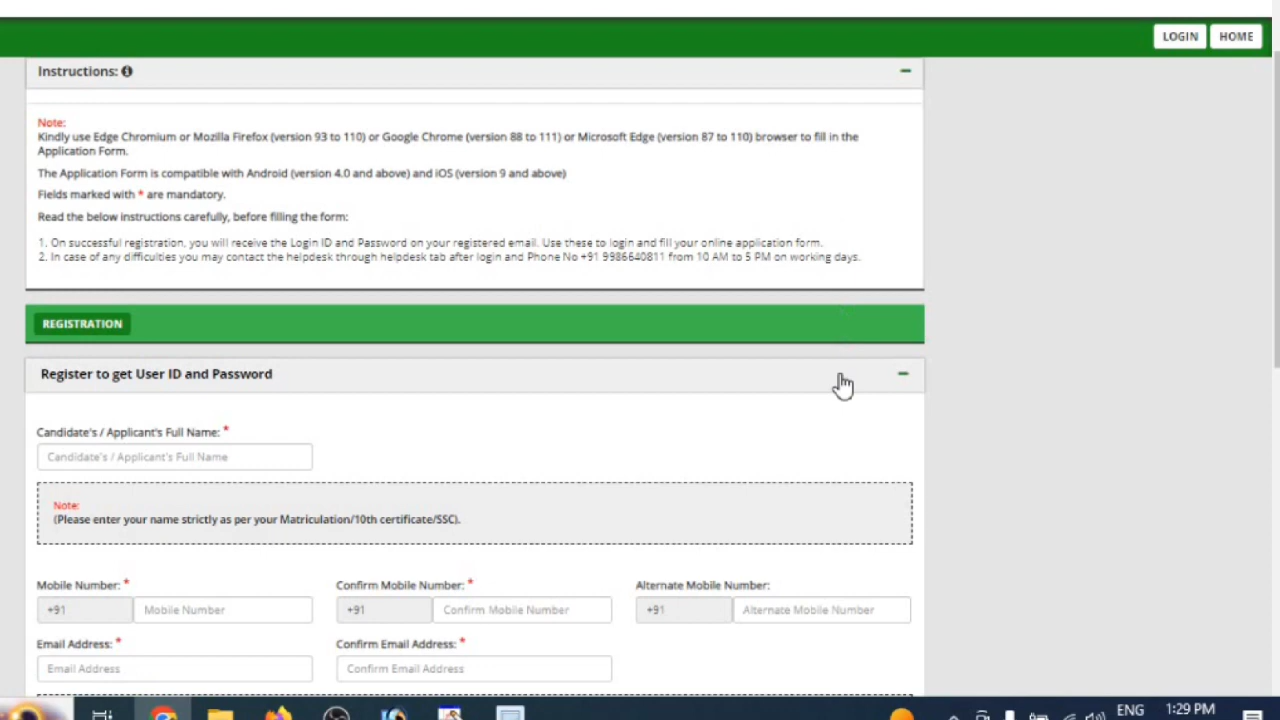 LOGIN HOME
Instructions:
Note:
Kindly use Edge Chromium or Mozilla Firefox (version 93 to 110) or Google Chrome (version 88 to 111) or Microsoft Edge (version 87 to 110) browser to fill in the
Application Form.
The Application Form is compatible with Android (version 4.0 and above) and iOS (version 9 and above)
Fields marked with * are mandatory.
Read the below instructions carefully, before filling the form:
1. On successful registration, you will receive the Login ID and Password on your registered email. Use these to login and fill your online application form.
2. In case of any difficulties you may contact the helpdesk through helpdesk tab after login and Phone No +91 9986640811 from 10 AM to 5 PM on working days.
REGISTRATION
Register to get User ID and Password
Candidate's / Applicant's Full Name: *
Candidate's / Applicant's Full Name
Note:
(Please enter your name strictly as per your Matriculation/10th certificate/SSC).
Mobile Number: * Confirm Mobile Number: * Alternate Mobile Number:
+91 Mobile Number +91 Confirm Mobile Number +91 Alternate Mobile Number
Email Address: * Confirm Email Address: *
Email Address Confirm Email Address
ENG 1:29 PM